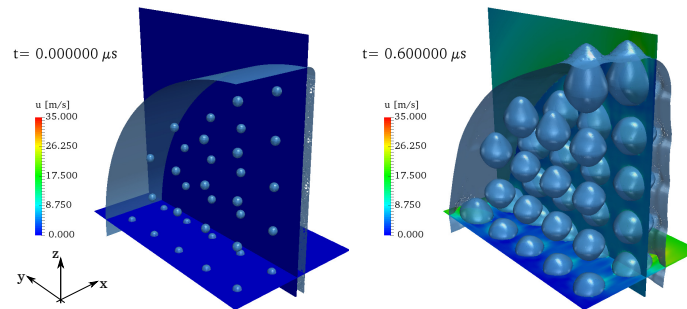 t= 0.000000 μs
u [m/s]
35.000
26.250
17.500
8.750
0.000
z
y
x
t= 0.600000 μs
u [m/s]
35.000
26.250
17.500
8.750
0.000